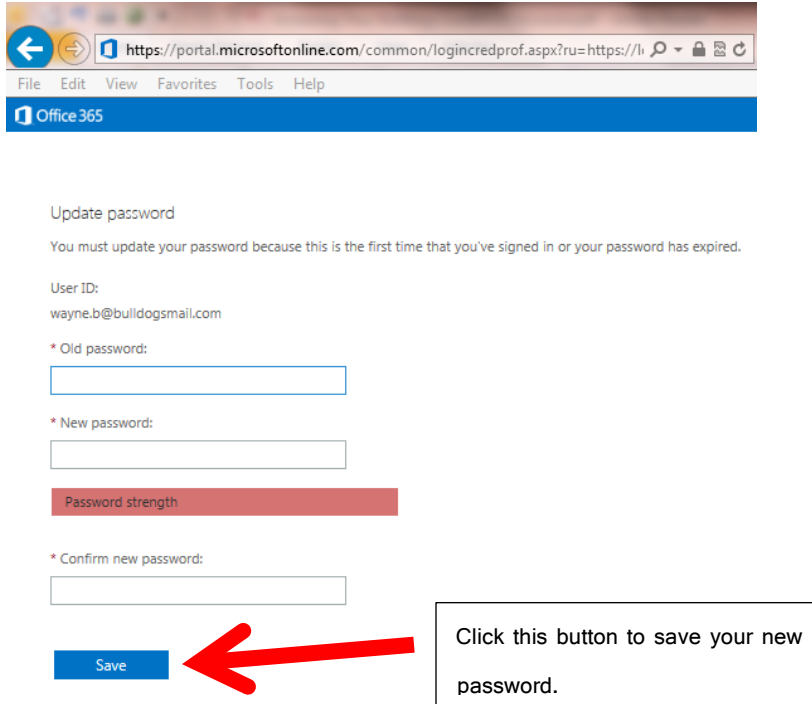 https://portal.microsoftonline.com/common/logincredprof.aspx?ru=https://l
File Edit View Favorites Tools Help
Office 365
Update password
You must update your password because this is the first time that you've signed in or your password has expired.
User ID:
wayne.b@bulldogsmail.com
* Old password:
* New password:
Password strength
* Confirm new password:
Save
Click this button to save your new
password.